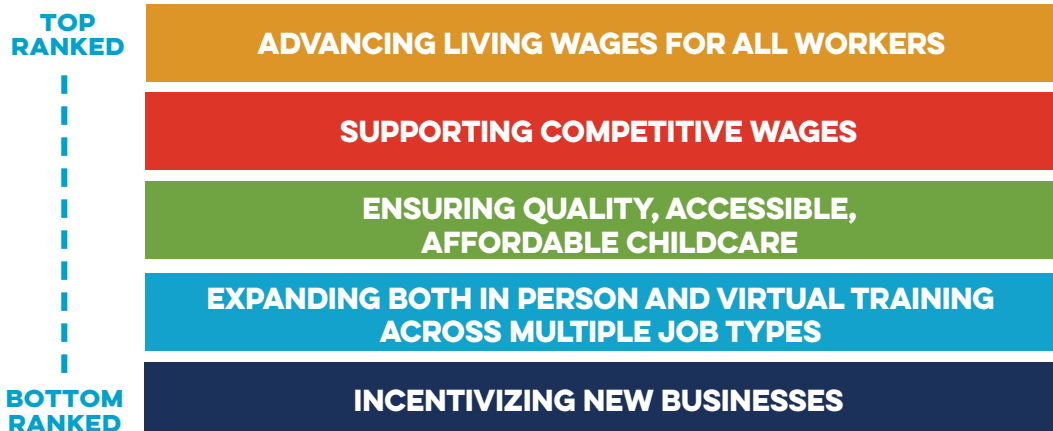 TOP
RANKED
ADVANCING LIVING WAGES FOR ALL WORKERS
SUPPORTING COMPETITIVE WAGES
ENSURING QUALITY, ACCESSIBLE,
AFFORDABLE CHILDCARE
EXPANDING BOTH IN PERSON AND VIRTUAL TRAINING
ACROSS MULTIPLE JOB TYPES
BOTTOM
RANKED
INCENTIVIZING NEW BUSINESSES